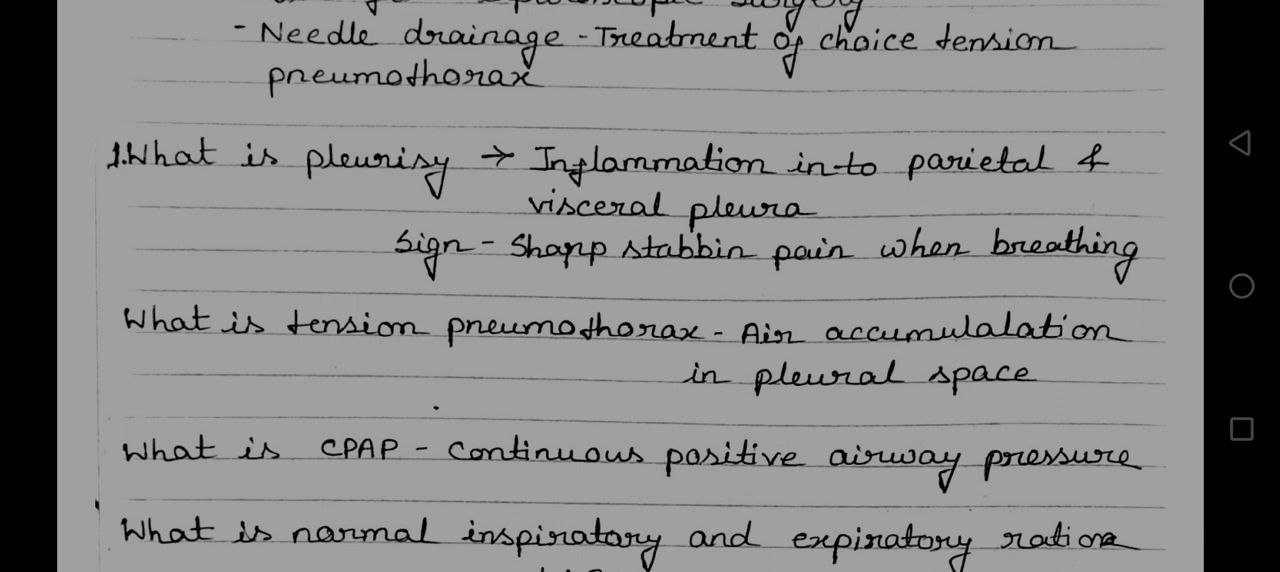 - Needle drainage - Treatment of choice tension
pneumothorax
1. What is pleurisy → Inflammation in to parietal &
visceral pleura
Sign - Sharp stabbin pain when breathing
What is tension pneumothorax - Air accumulalation
in pleural space
What is CPAP - Continuous positive airway pressure
What is normal inspiratory and expiratory ration